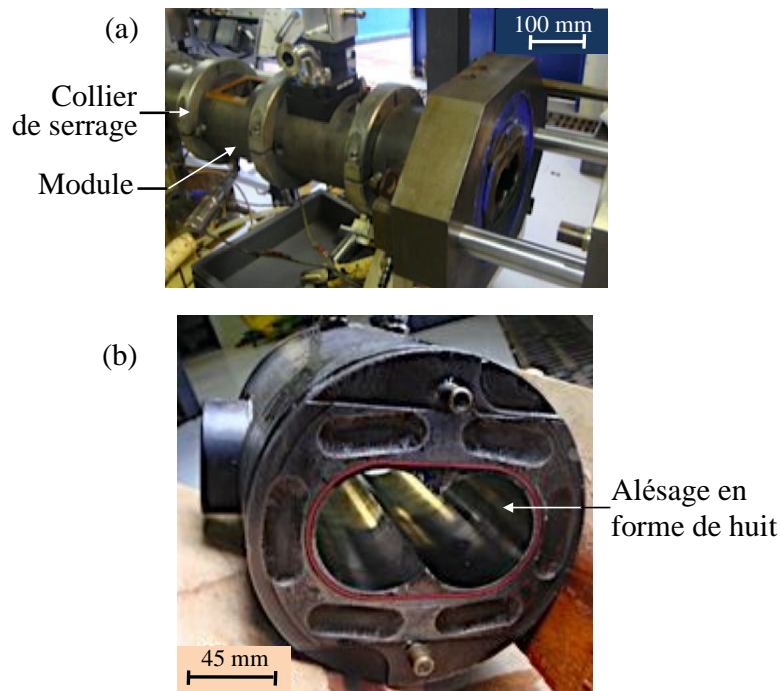 (a)
100 mm
Collier
de serrage
Module
(b)
Alésage en
forme de huit
45 mm